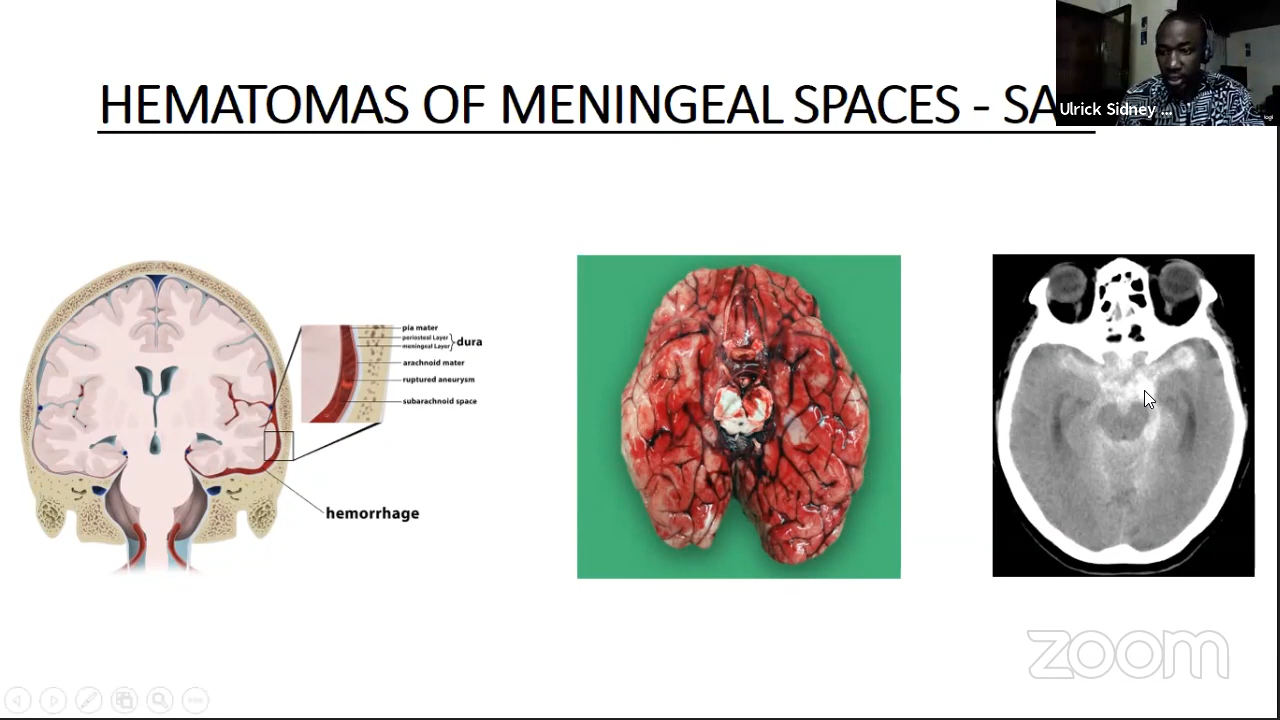 HEMATOMAS OF MENINGEAL SPACES - SA
Ulrick Sidney ...
logi
pia mater
periosteal Layer
meningeal Layer
dura
arachnoid mater
ruptured aneurysm
subarachnoid space
hemorrhage
zoom